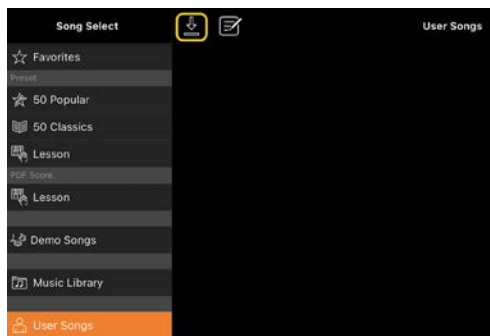 Song Select
User Songs
Favorites
Preset
50 Popular
50 Classics
Lesson
PDF Score
Lesson
Demo Songs
Music Library
User Songs